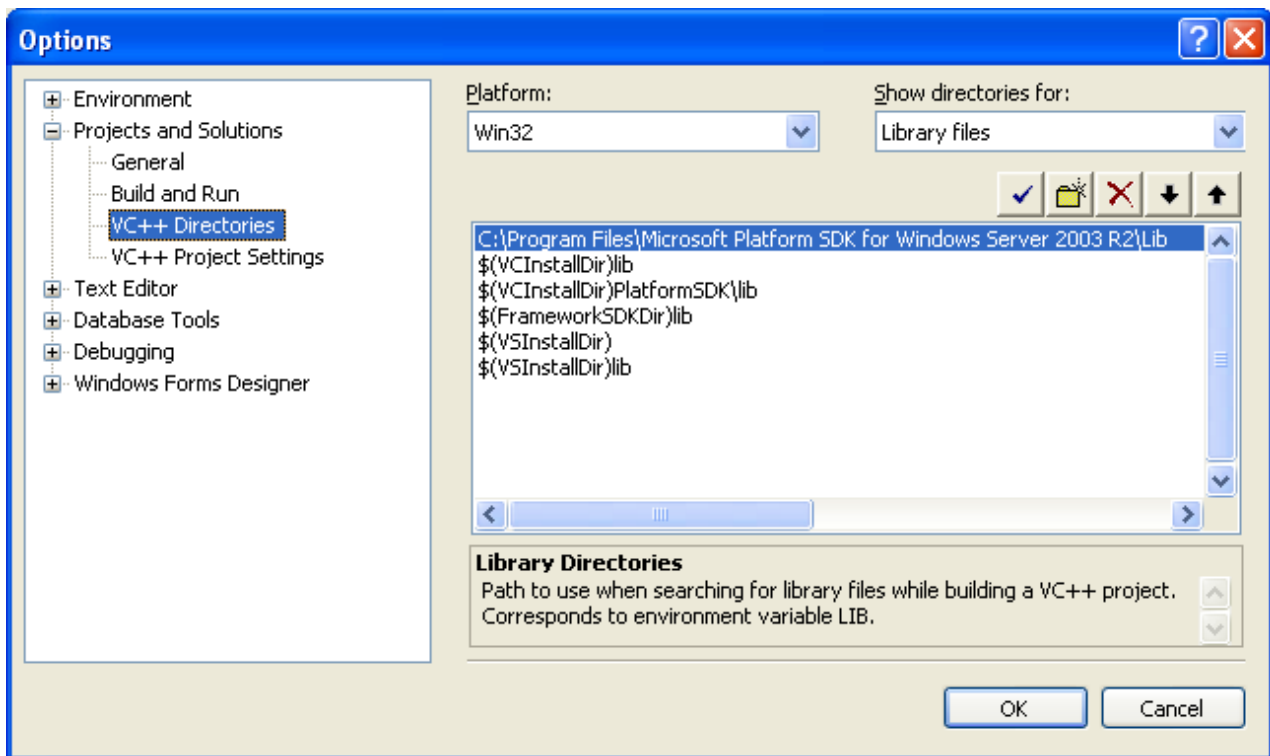 Options
Environment
Projects and Solutions
General
Build and Run
VC++ Directories
VC++ Project Settings
Text Editor
Database Tools
Debugging
Windows Forms Designer
Platform:
Win32
Show directories for:
Library files
C:\Program Files\Microsoft Platform SDK for Windows Server 2003 R2\Lib
$(VCInstallDir)lib
$(VCInstallDir)PlatformSDK\lib
$(FrameworkSDKDir)lib
$(VSInstallDir)
$(VSInstallDir)lib
Library Directories
Path to use when searching for library files while building a VC++ project.
Corresponds to environment variable LIB.
OK
Cancel